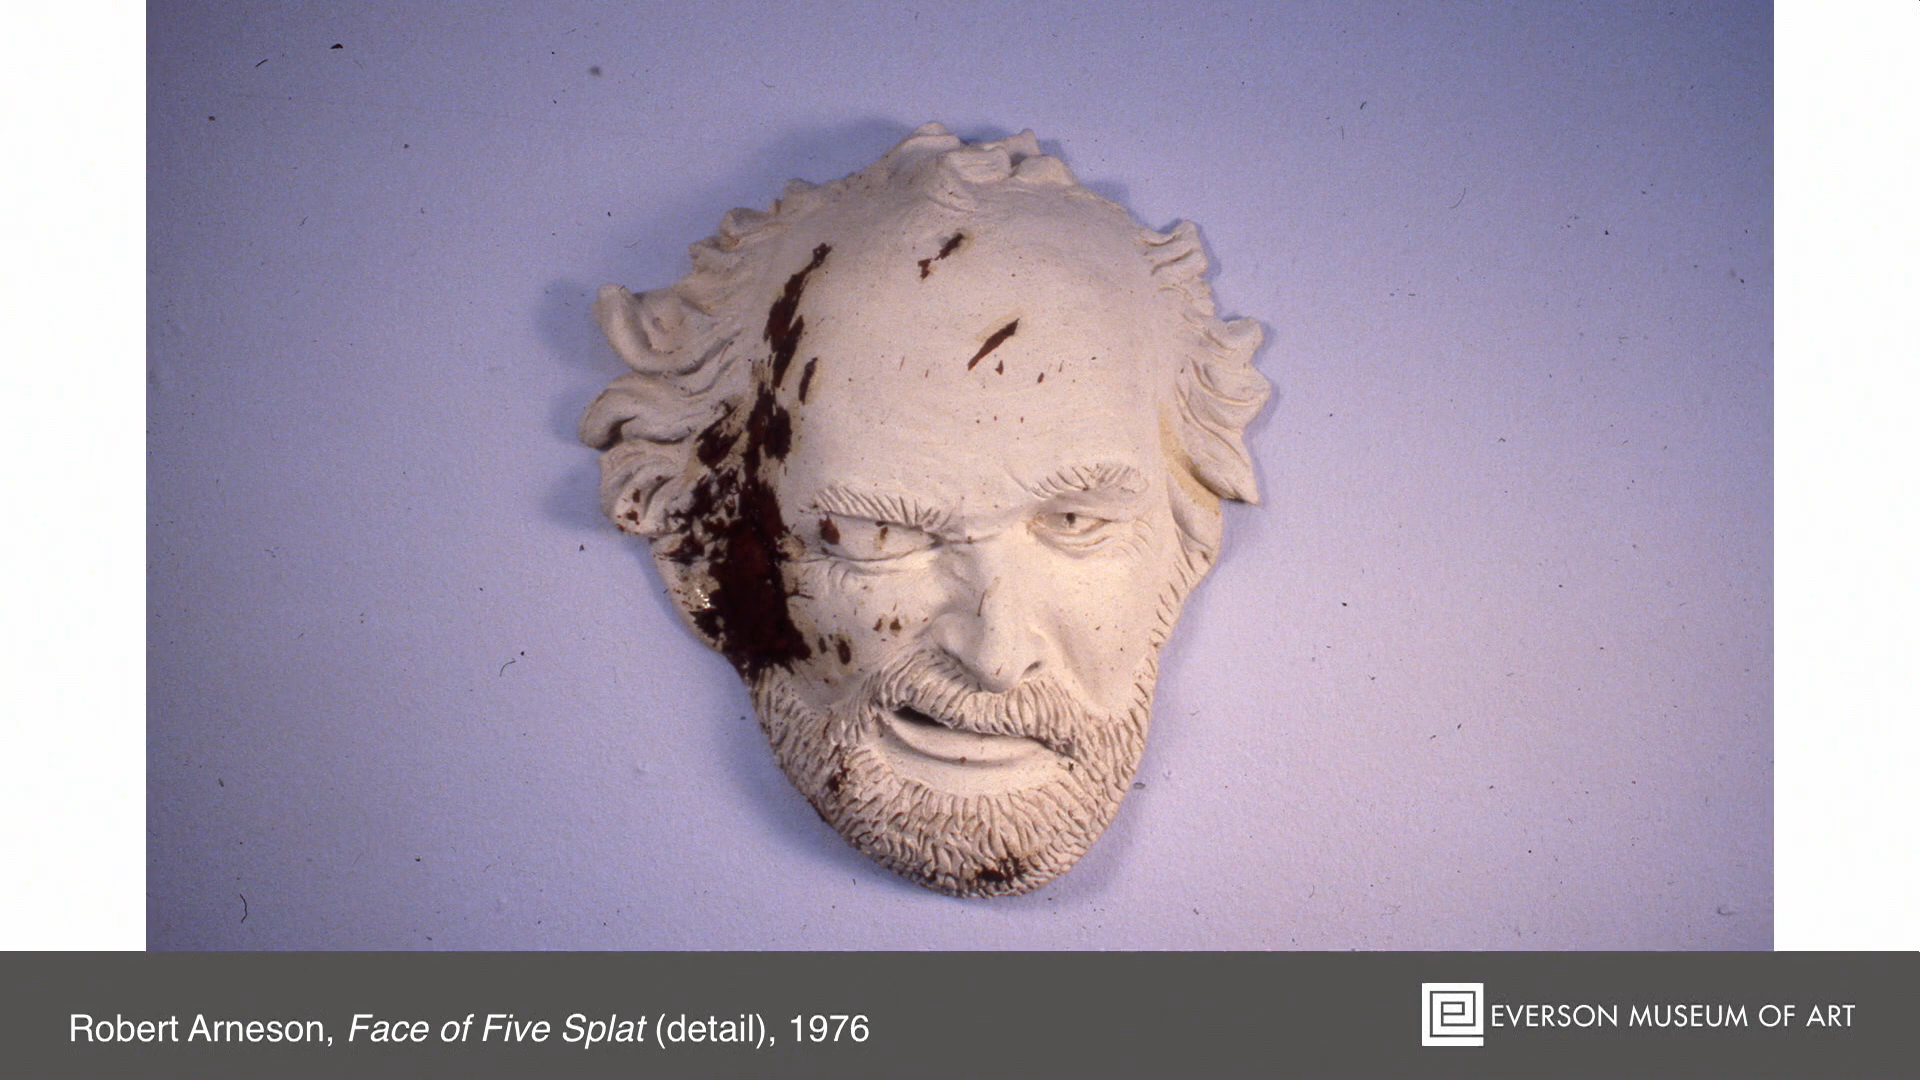 Robert Arneson, Face of Five Splat (detail), 1976
EVERSON MUSEUM OF ART